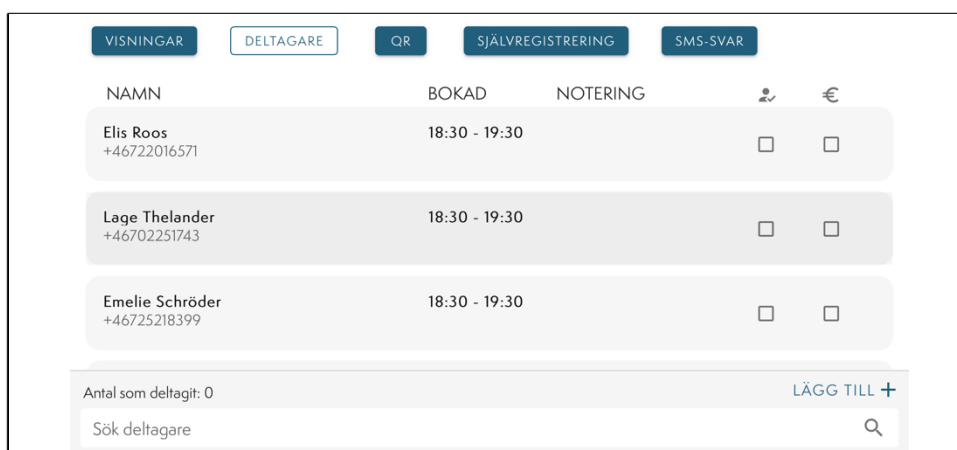 VISNINGAR DELTAGARE QR SJÄLVREGISTRERING SMS-SVAR
NAMN BOKAD NOTERING €
Elis Roos 18:30 - 19:30
+46722016571
Lage Thelander 18:30 - 19:30
+46702251743
Emelie Schröder 18:30 - 19:30
+46725218399
Antal som deltagit: 0 LÄGG TILL +
Sök deltagare